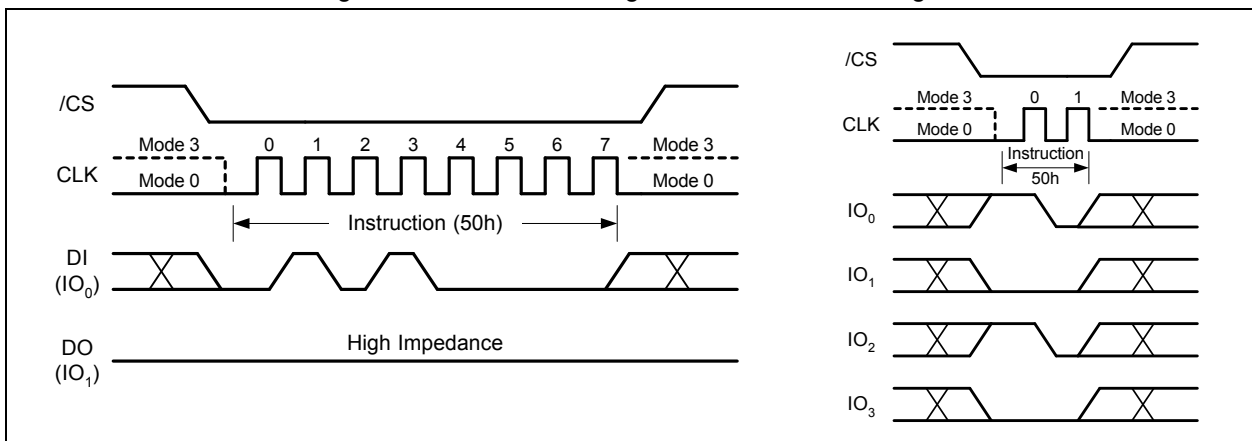 /CS
Mode 3 0 1 2 3 4 5 6 7 Mode 3
CLK
Mode 0 Mode 0
Instruction (50h)
DI
(IO0)
High Impedance
DO
(IO1)
/CS
Mode 3 0 1 Mode 3
CLK
Mode 0 Mode 0
Instruction
50h
IO0
IO1
IO2
IO3